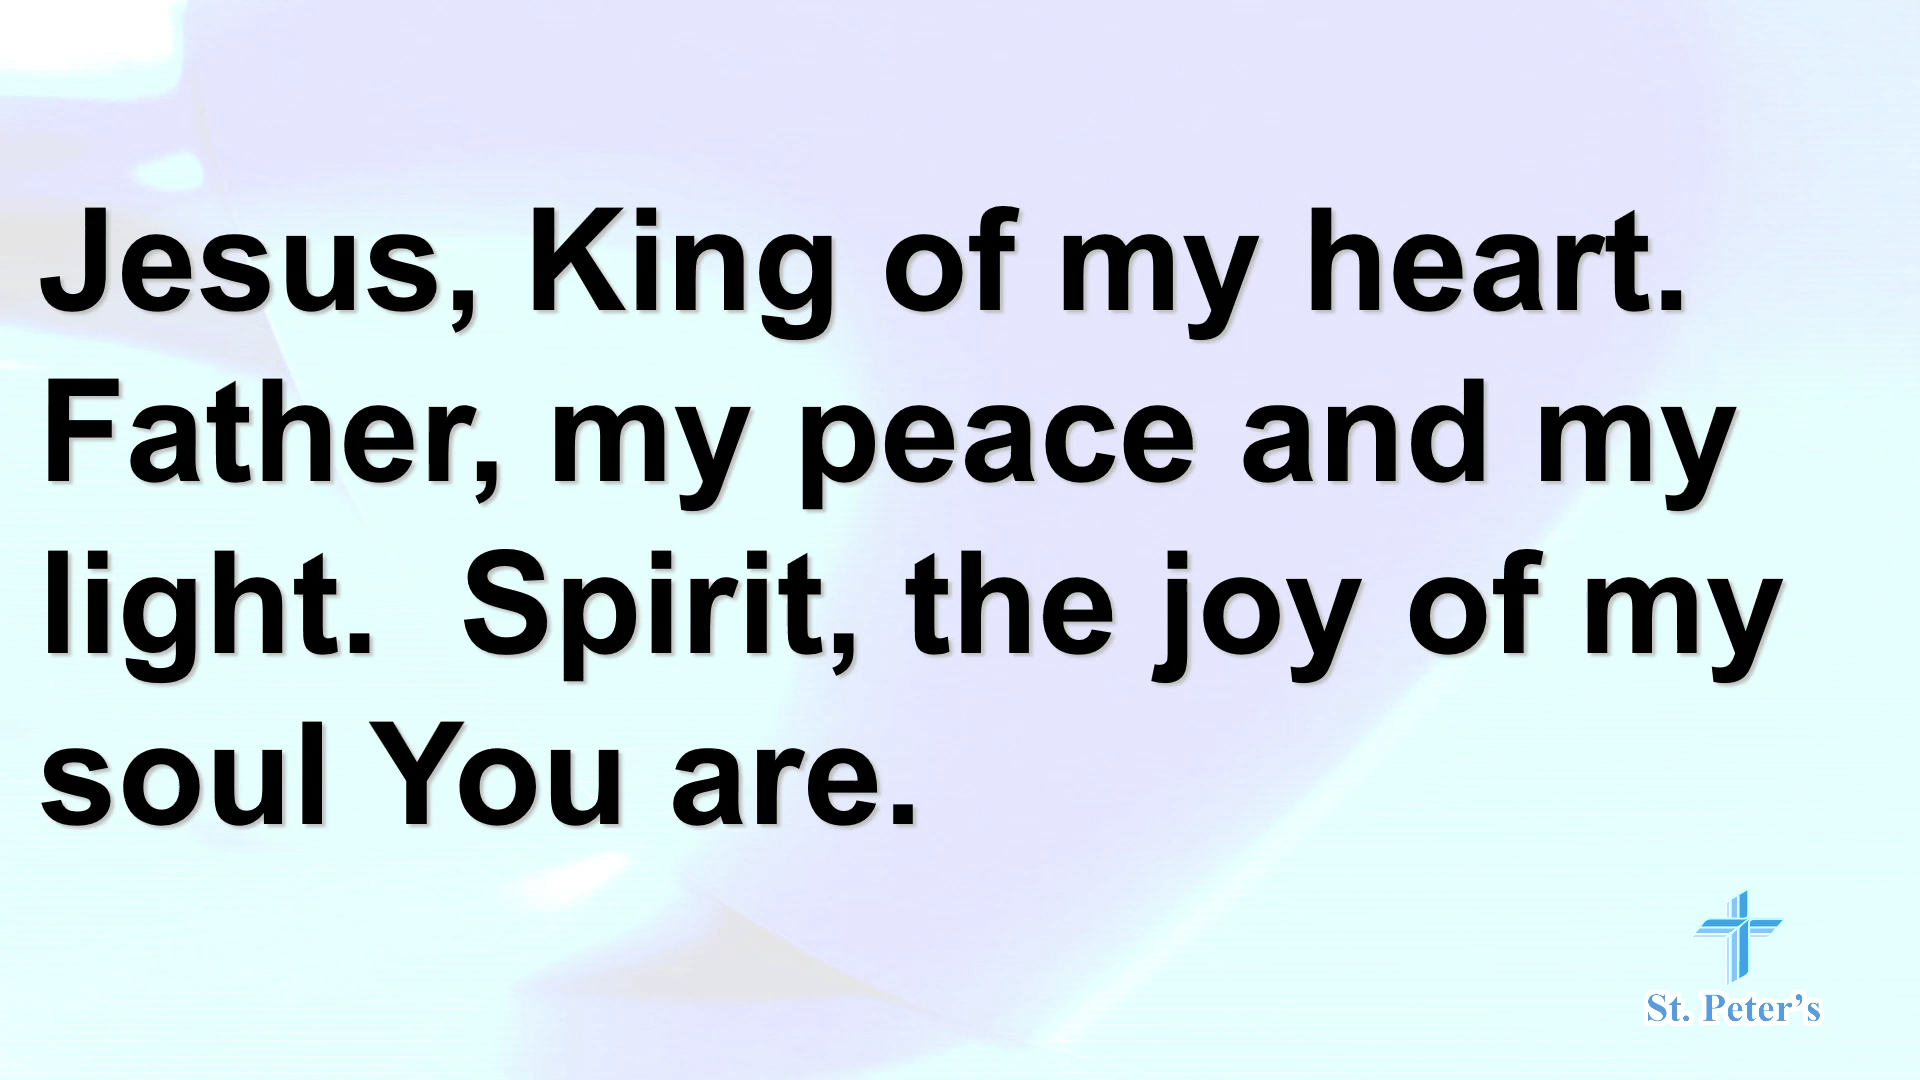 Jesus, King of my heart.
Father, my peace and my
light.  Spirit, the joy of my
soul You are.
St. Peter’s